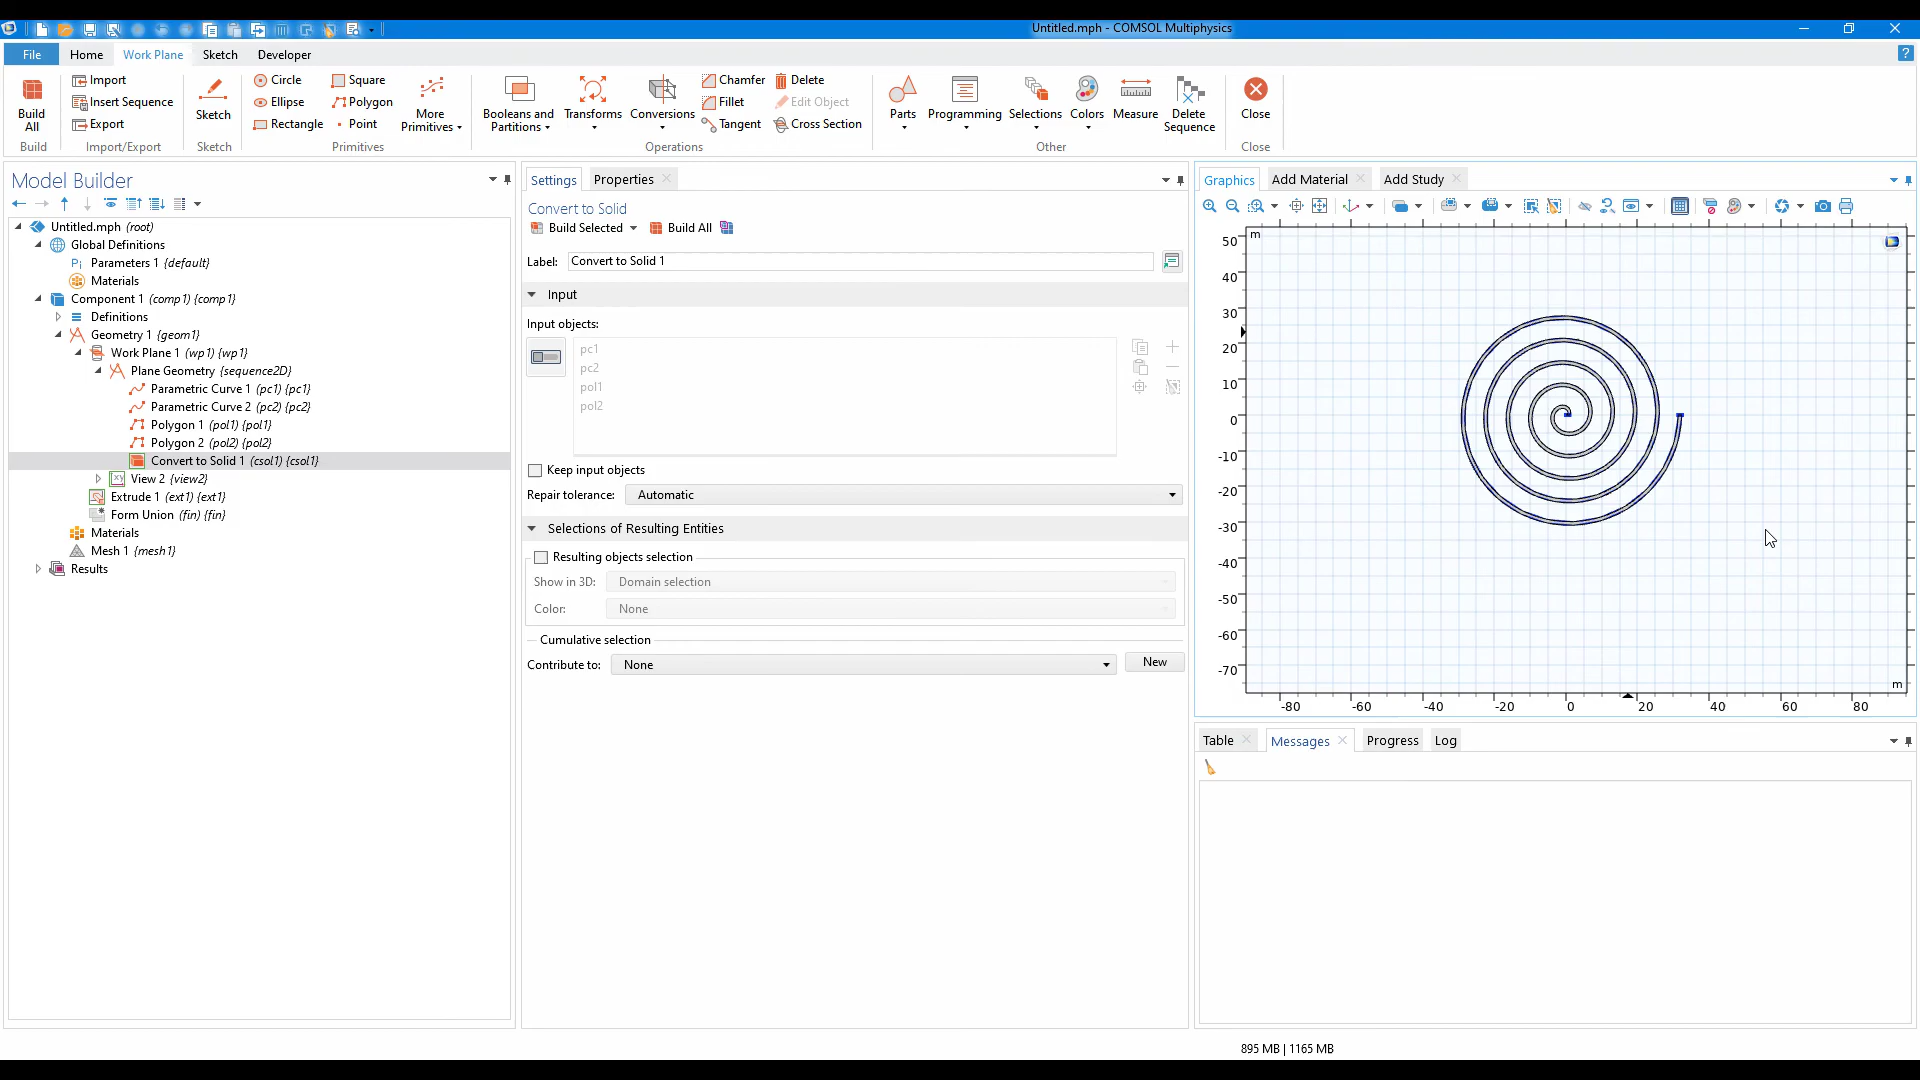 Untitled.mph - COMSOL Multiphysics
File Home Work Plane Sketch Developer
Build All
Build
Import
Insert Sequence
Export
Import/Export
Sketch
Sketch
Circle Square
Ellipse Polygon
Rectangle Point
More Primitives
Primitives
Booleans and Partitions
Transforms
Conversions
Chamfer Delete
Fillet Edit Object
Tangent Cross Section
Operations
Parts
Programming
Selections
Colors
Measure
Delete Sequence
Other
Close
Close
Model Builder
Untitled.mph (root)
Global Definitions
Pi Parameters 1 {default}
Materials
Component 1 (comp1) {comp1}
Definitions
Geometry 1 {geom1}
Work Plane 1 (wp1) {wp1}
Plane Geometry {sequence2D}
Parametric Curve 1 (pc1) {pc1}
Parametric Curve 2 (pc2) {pc2}
Polygon 1 (pol1) {pol1}
Polygon 2 (pol2) {pol2}
Convert to Solid 1 (csol1) {csol1}
View 2 {view2}
Extrude 1 (ext1) {ext1}
Form Union (fin) {fin}
Materials
Mesh 1 {mesh1}
Results
Settings Properties
Convert to Solid
Build Selected Build All
Label: Convert to Solid 1
Input
Input objects:
pc1
pc2
pol1
pol2
Keep input objects
Repair tolerance: Automatic
Selections of Resulting Entities
Resulting objects selection
Show in 3D: Domain selection
Color: None
Cumulative selection
Contribute to: None New
Graphics Add Material Add Study
m
50
40
30
20
10
0
-10
-20
-30
-40
-50
-60
-70
m
-80 -60 -40 -20 0 20 40 60 80
Table Messages Progress Log
895 MB | 1165 MB